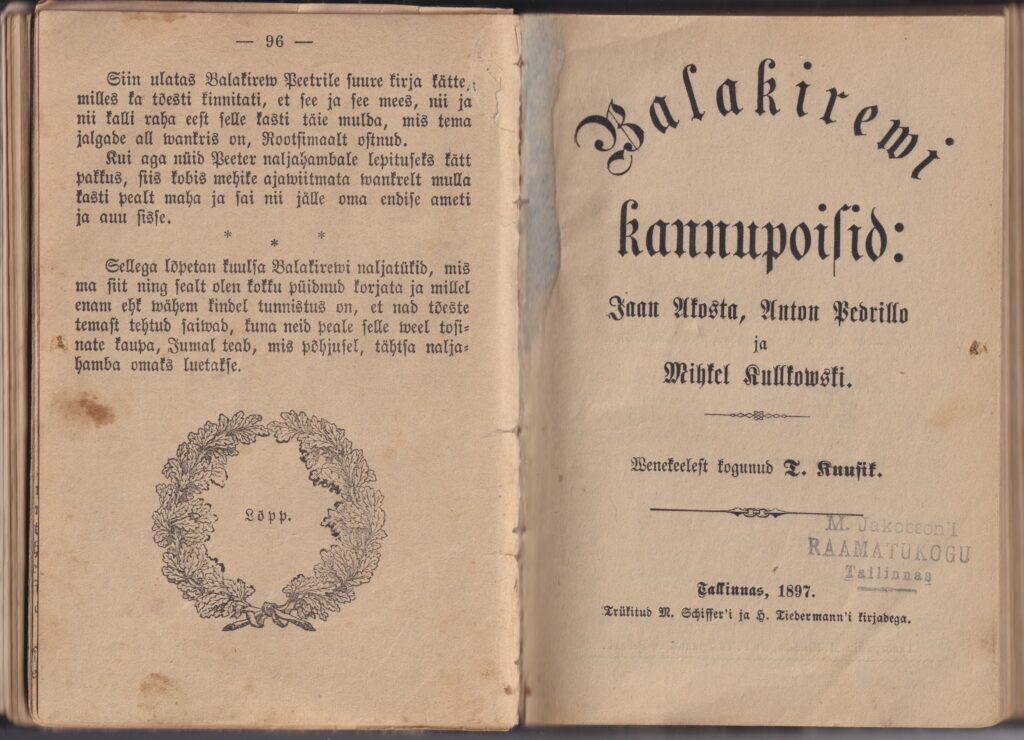 — 96 —
Siin ulatas Balakirew Peetrile suure kirja kätte,
milles ka tõesti kinnitati, et see ja see mees, nii ja
nii kalli raha eest selle kasti täie mulda, mis tema
jalgade all wankris on, Rootsimaalt ostnud.
Kui aga nüid Peeter naljahambale lepituseks kätt
pakkus, siis kobis mehike ajawiitmata wankrelt mulla
kasti pealt maha ja sai nii jälle oma endise ameti
ja auu sisse.
* * *
Sellega lõpetan kuulsa Balakirewi naljatükid, mis
ma siit ning sealt olen kokku püidnud korjata ja millel
enam ehk wähem kindel tunnistus on, et nad tõeste
temast tehtud saiwad, kuna neid peale selle weel tosi-
nate kaupa, Jumal teab, mis põhjusel, tähtsa nalja-
hamba omaks luetakse.
Lõpp.
Balakirewi
kannupoisid:
Jaan Akosta, Anton Pedrillo
ja
Mihkel Kullkowski.
Wenekeelest kogunud T. Kuusik.
M. Jakobson'i
RAAMATUKOGU
Tallinnas
Tallinnas, 1897.
Trükitud M. Schiffer'i ja H. Tiedermann'i kirjadega.